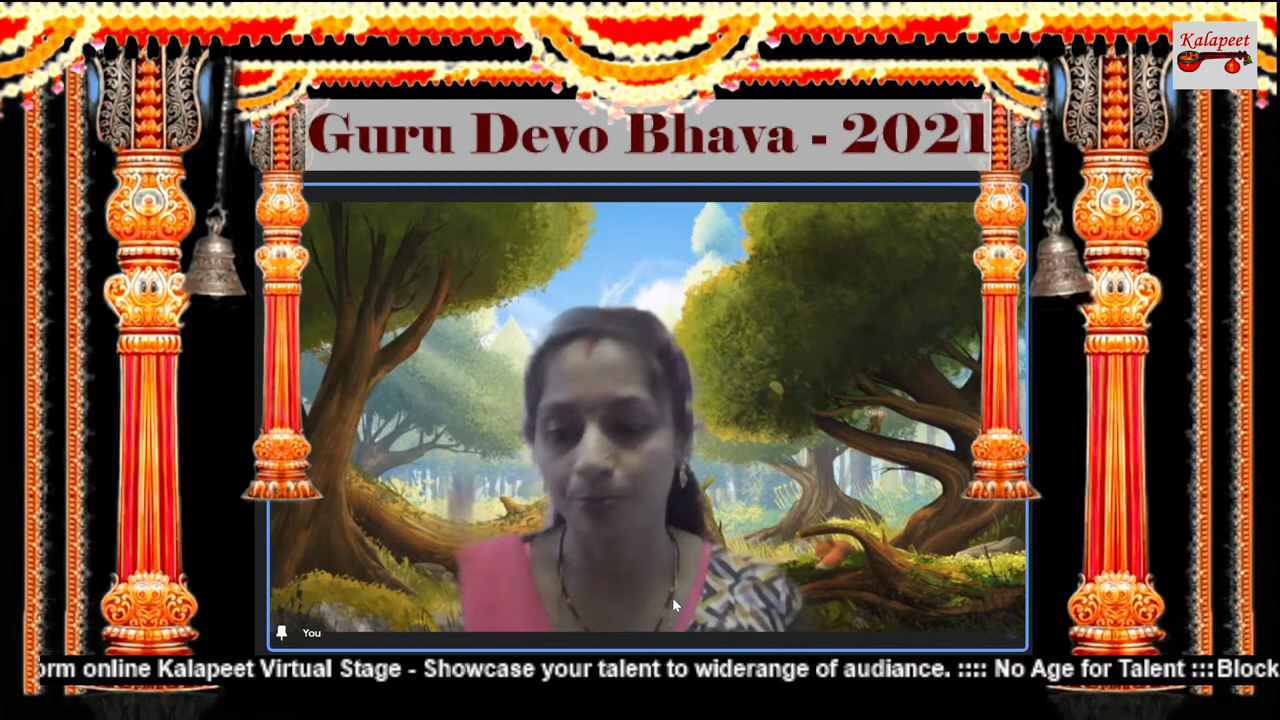 Kalapeet
Guru Devo Bhava - 2021
You
orm online Kalapeet Virtual Stage - Showcase your talent to widerange of audiance. :::: No Age for Talent :::Block